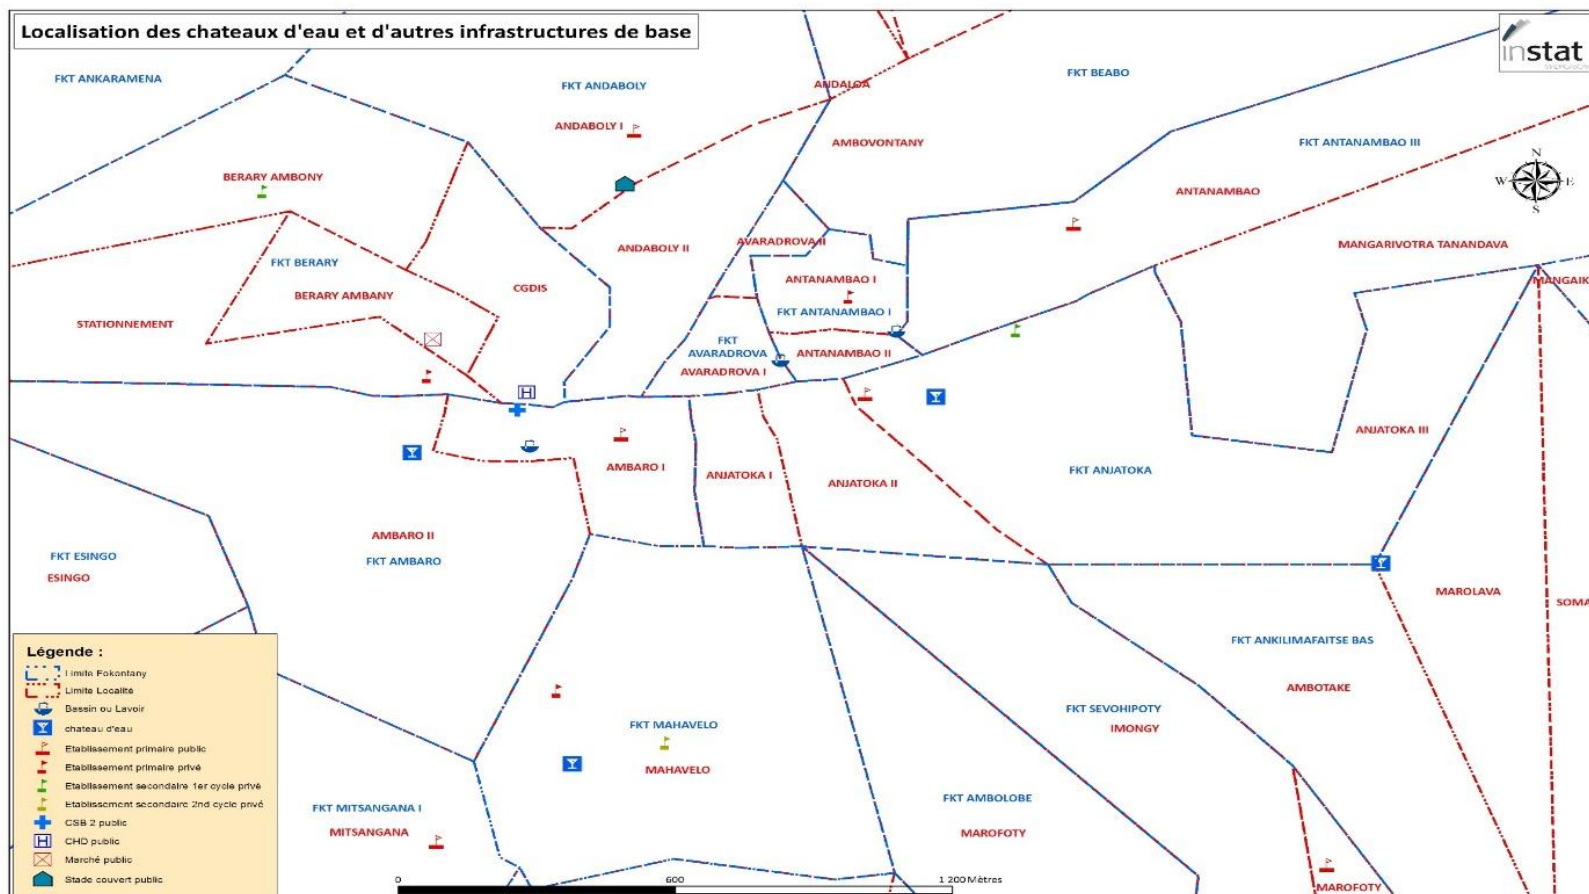 Localisation des chateaux d'eau et d'autres infrastructures de base
instat
FKT ANKARAMENA
FKT ANDABOLY
FKT BEABO
ANDALOA
ANDABOLY I
AMBOVONTANY
FKT ANTANAMBAO III
N
W E
S
BERARY AMBONY
ANTANAMBAO
ANDABOLY II
AVARADROVA II
MANGARIVOTRA TANANDAVA
FKT BERARY
ANTANAMBAO I
MANGAIK
CGDIS
BERARY AMBANY
FKT ANTANAMBAO I
STATIONNEMENT
FKT
AVARADROVA
ANTANAMBAO II
AVARADROVA I
H
ANJATOKA III
AMBARO I
ANJATOKA I
ANJATOKA II
FKT ANJATOKA
AMBARO II
FKT AMBARO
FKT ESINGO
ESINGO
MAROLAVA
SOMA
FKT ANKILIMAFAITSE BAS
AMBOTAKE
FKT SEVOHIPOTY
IMONGY
FKT MAHAVELO
MAHAVELO
FKT MITSANGANA I
MITSANGANA
FKT AMBOLOBE
MAROFOTY
MAROFOTY
Légende :
Limite Fokontany
Limite Localité
Bassin ou Lavoir
chateau d'eau
Etablissement primaire public
Etablissement primaire privé
Etablissement secondaire 1er cycle privé
Etablissement secondaire 2nd cycle privé
CSB 2 public
H CHD public
Marché public
Stade couvert public
0 600 1 200 Mètres